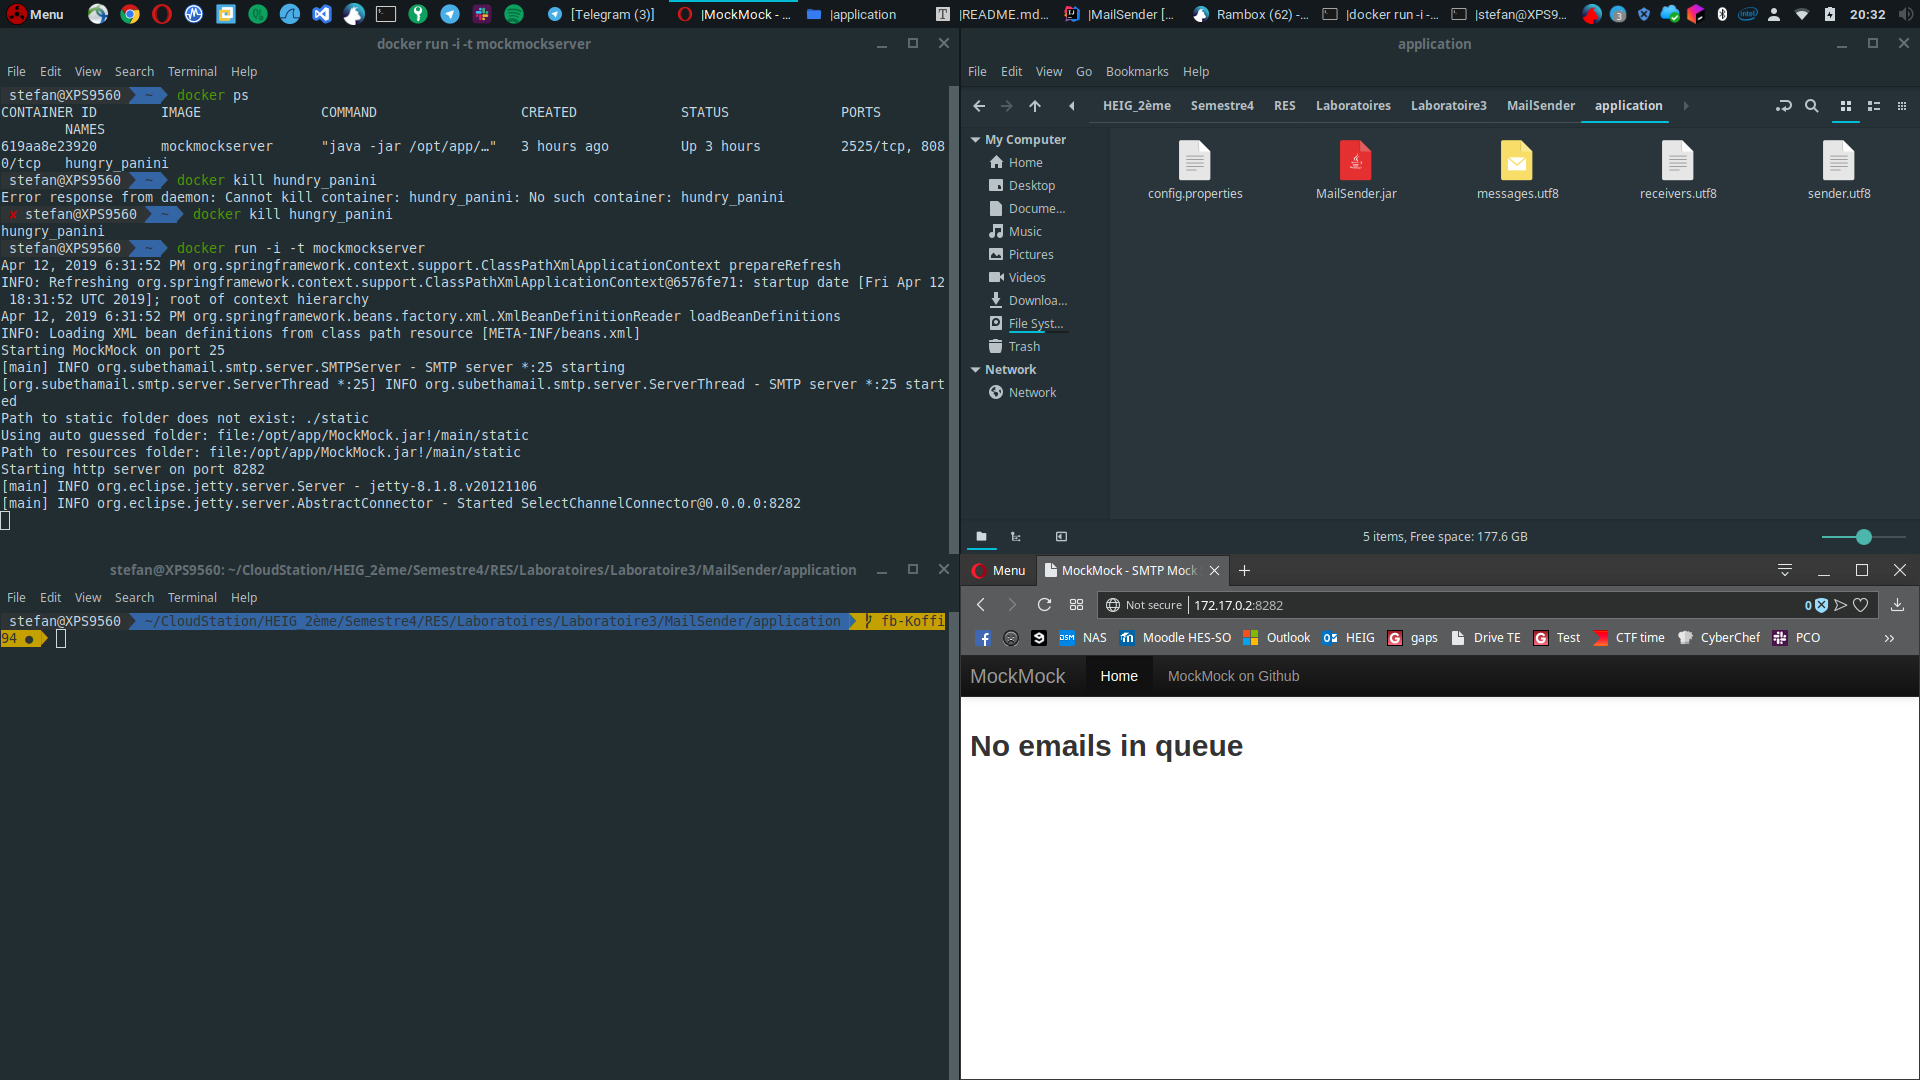 Menu
[Telegram (3)]
|MockMock - ...
|application
|README.md...
|MailSender [...
Rambox (62) -...
|docker run -i -...
|stefan@XPS9...
3
20:32
docker run -i -t mockmockserver
File Edit View Search Terminal Help
stefan@XPS9560 ~ docker ps
CONTAINER ID IMAGE COMMAND CREATED STATUS PORTS
NAMES
619aa8e23920 mockmockserver "java -jar /opt/app/…" 3 hours ago Up 3 hours 2525/tcp, 808
0/tcp hungry_panini
stefan@XPS9560 ~ docker kill hundry_panini
Error response from daemon: Cannot kill container: hundry_panini: No such container: hundry_panini
✘ stefan@XPS9560 ~ docker kill hungry_panini
hungry_panini
stefan@XPS9560 ~ docker run -i -t mockmockserver
Apr 12, 2019 6:31:52 PM org.springframework.context.support.ClassPathXmlApplicationContext prepareRefresh
INFO: Refreshing org.springframework.context.support.ClassPathXmlApplicationContext@6576fe71: startup date [Fri Apr 12
18:31:52 UTC 2019]; root of context hierarchy
Apr 12, 2019 6:31:52 PM org.springframework.beans.factory.xml.XmlBeanDefinitionReader loadBeanDefinitions
INFO: Loading XML bean definitions from class path resource [META-INF/beans.xml]
Starting MockMock on port 25
[main] INFO org.subethamail.smtp.server.SMTPServer - SMTP server *:25 starting
[org.subethamail.smtp.server.ServerThread *:25] INFO org.subethamail.smtp.server.ServerThread - SMTP server *:25 start
ed
Path to static folder does not exist: ./static
Using auto guessed folder: file:/opt/app/MockMock.jar!/main/static
Path to resources folder: file:/opt/app/MockMock.jar!/main/static
Starting http server on port 8282
[main] INFO org.eclipse.jetty.server.Server - jetty-8.1.8.v20121106
[main] INFO org.eclipse.jetty.server.AbstractConnector - Started SelectChannelConnector@0.0.0.0:8282
stefan@XPS9560: ~/CloudStation/HEIG_2ème/Semestre4/RES/Laboratoires/Laboratoire3/MailSender/application
File Edit View Search Terminal Help
stefan@XPS9560 ~/CloudStation/HEIG_2ème/Semestre4/RES/Laboratoires/Laboratoire3/MailSender/application fb-Koffi
94 ●
application
File Edit View Go Bookmarks Help
HEIG_2ème Semestre4 RES Laboratoires Laboratoire3 MailSender application
My Computer
Home
Desktop
Docume...
Music
Pictures
Videos
Downloa...
File Syst...
Trash
Network
Network
config.properties
MailSender.jar
messages.utf8
receivers.utf8
sender.utf8
5 items, Free space: 177.6 GB
Menu
MockMock - SMTP Mock
Not secure 172.17.0.2:8282
0
NAS Moodle HES-SO Outlook HEIG gaps Drive TE Test CTF time CyberChef PCO »
MockMock Home MockMock on Github
No emails in queue